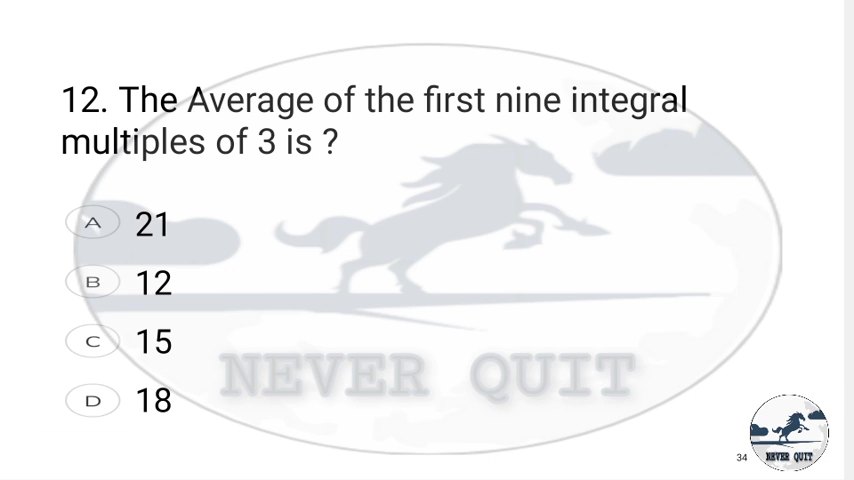 12. The Average of the first nine integral
multiples of 3 is ?
A 21
B 12
C 15
D 18
NEVER QUIT
34
NEVER QUIT